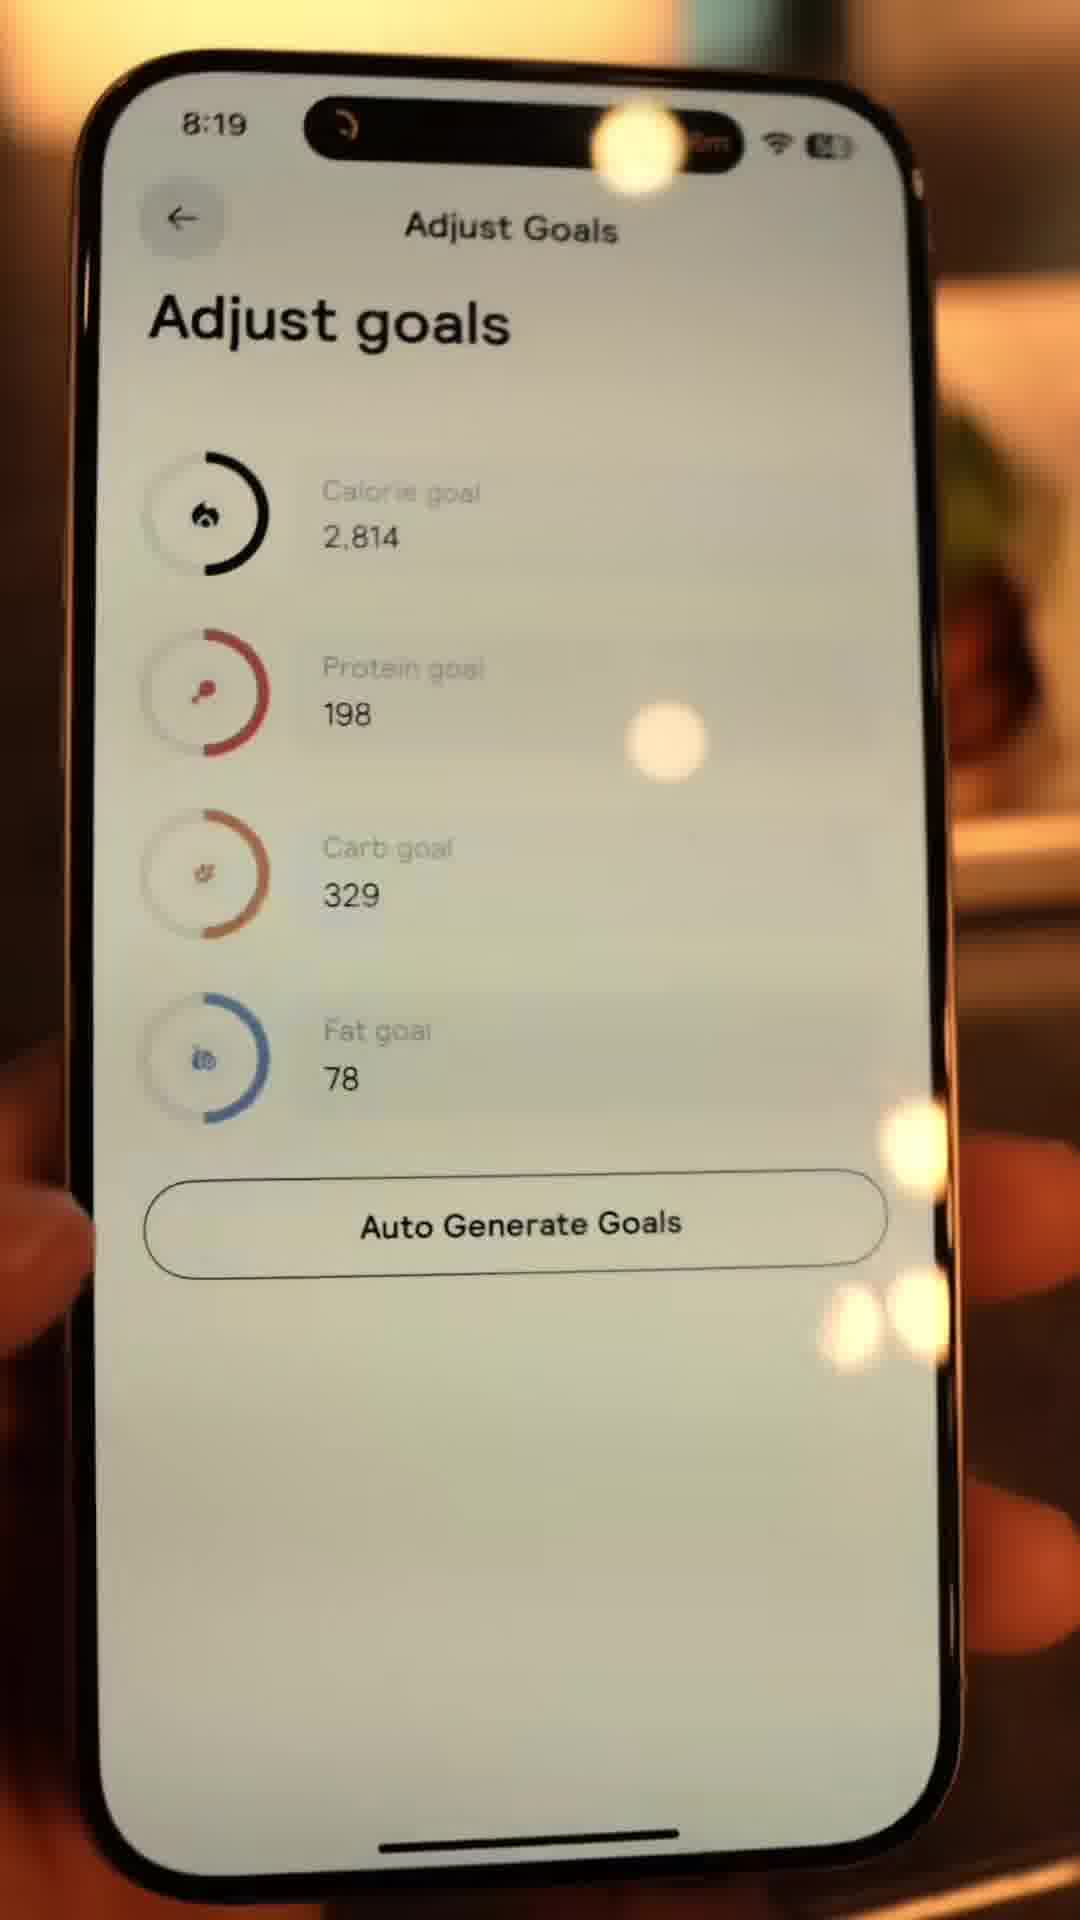 8:19
Adjust Goals
Adjust goals
Calorie goal
2,814
Protein goal
198
Carb goal
329
Fat goal
78
Auto Generate Goals